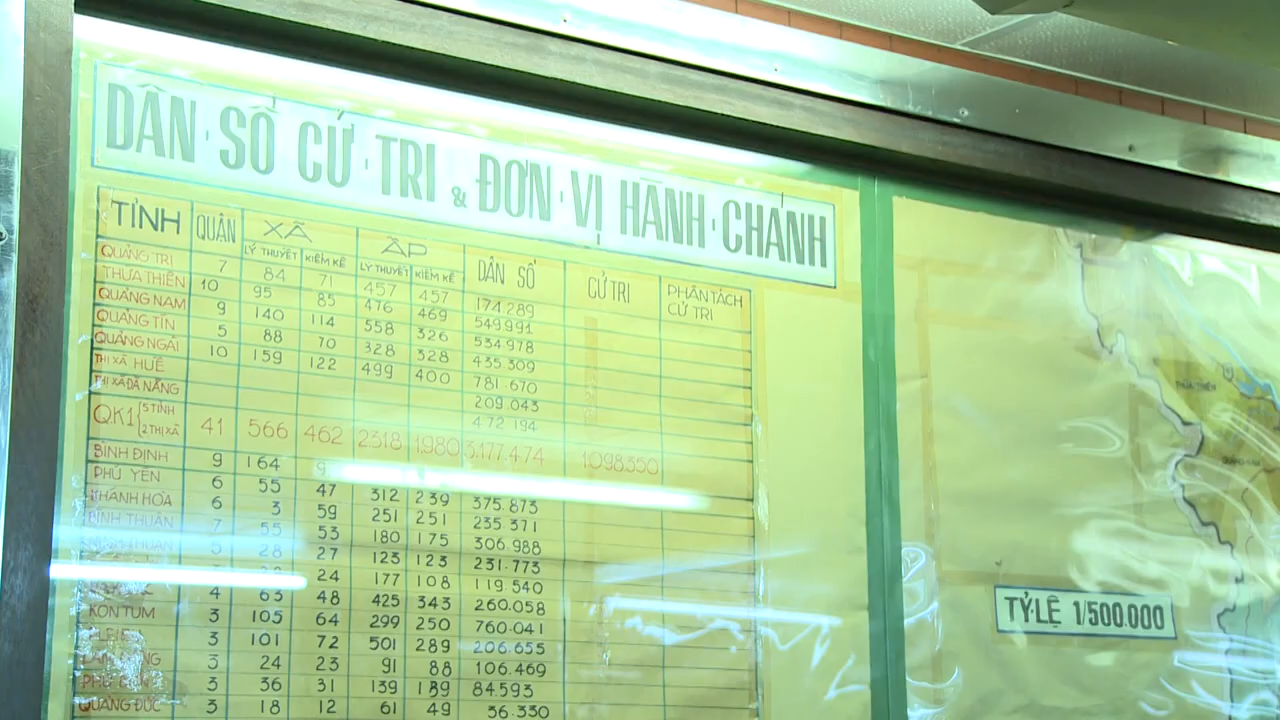 DÂN SỐ CỬ TRI & ĐƠN VỊ HÀNH CHÁNH
TỈNH QUẬN XÃ ẤP DÂN SỐ CỬ TRI PHÂN TÁCH CỬ TRI
LÝ THUYẾT KIỂM KÊ LÝ THUYẾT KIỂM KÊ
QUẢNG TRỊ 7 84 71 457 457 174.289
THỪA THIÊN 10 95 85 476 469 549.991
QUẢNG NAM 9 140 114 558 326 534.978
QUẢNG TÍN 5 88 70 328 328 435.309
QUẢNG NGÃI 10 159 122 499 400 781.670
THỊ XÃ HUẾ 209.043
THỊ XÃ ĐÀ NẴNG 472.194
QK1 5 TỈNH 2 THỊ XÃ 41 566 462 2318 1.980 3.177.474 1.098.350
BÌNH ĐỊNH 9 164
PHÚ YÊN 6 55 47 312 239 375.873
KHÁNH HÒA 6 3 59 251 251 235.371
BÌNH THUẬN 7 55 53 180 175 306.988
5 28 27 123 123 231.773
24 177 108 119.540
4 63 48 425 343 260.058
KONTUM 3 105 64 299 250 760.041
3 101 72 501 289 206.655
3 24 23 91 88 106.469
3 36 31 139 189 84593
QUẢNG ĐỨC 3 18 12 61 49 36.330
THỪA THIÊN
TỶ LỆ 1/500.000